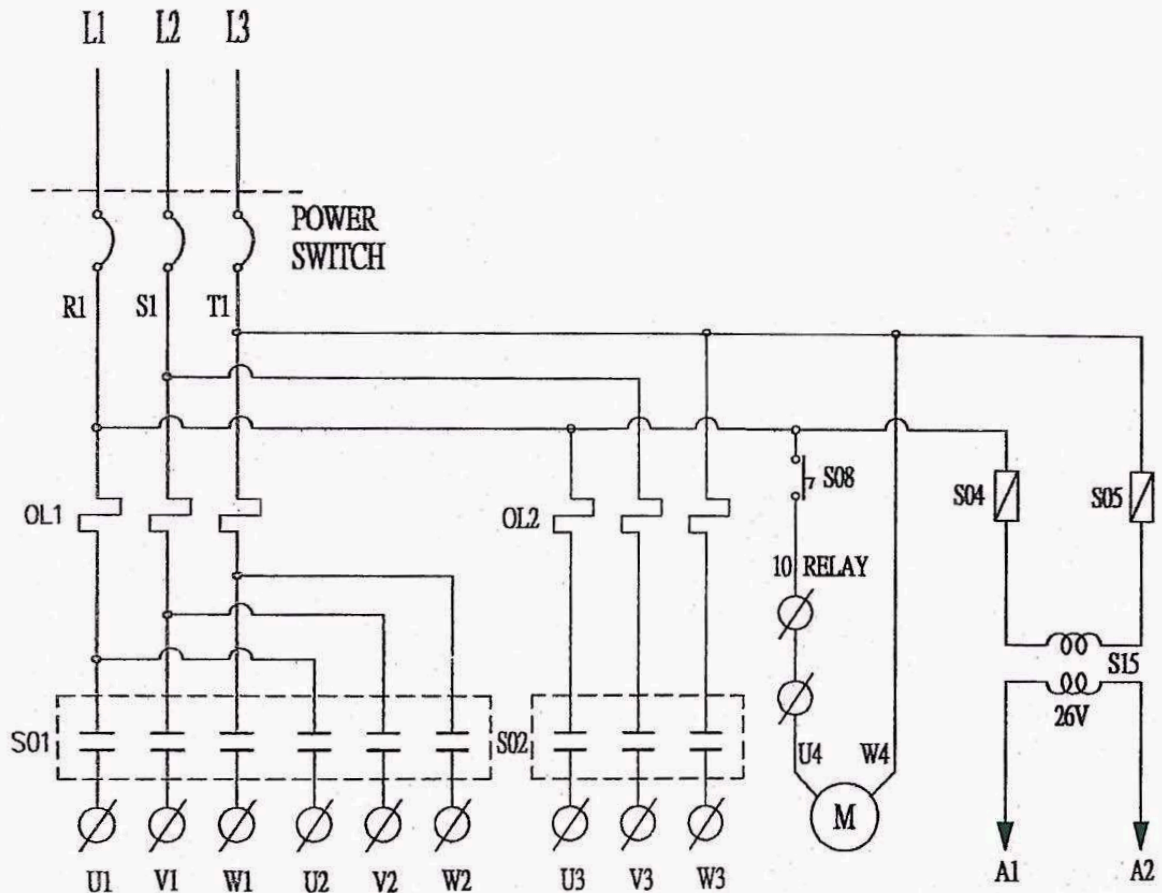 L1 L2 L3
POWER
SWITCH
R1 S1 T1
S08
S04 S05
OL1 OL2
10 RELAY
S15
26V
S01 S02
U4 W4
M
U1 V1 W1 U2 V2 W2 U3 V3 W3 A1 A2